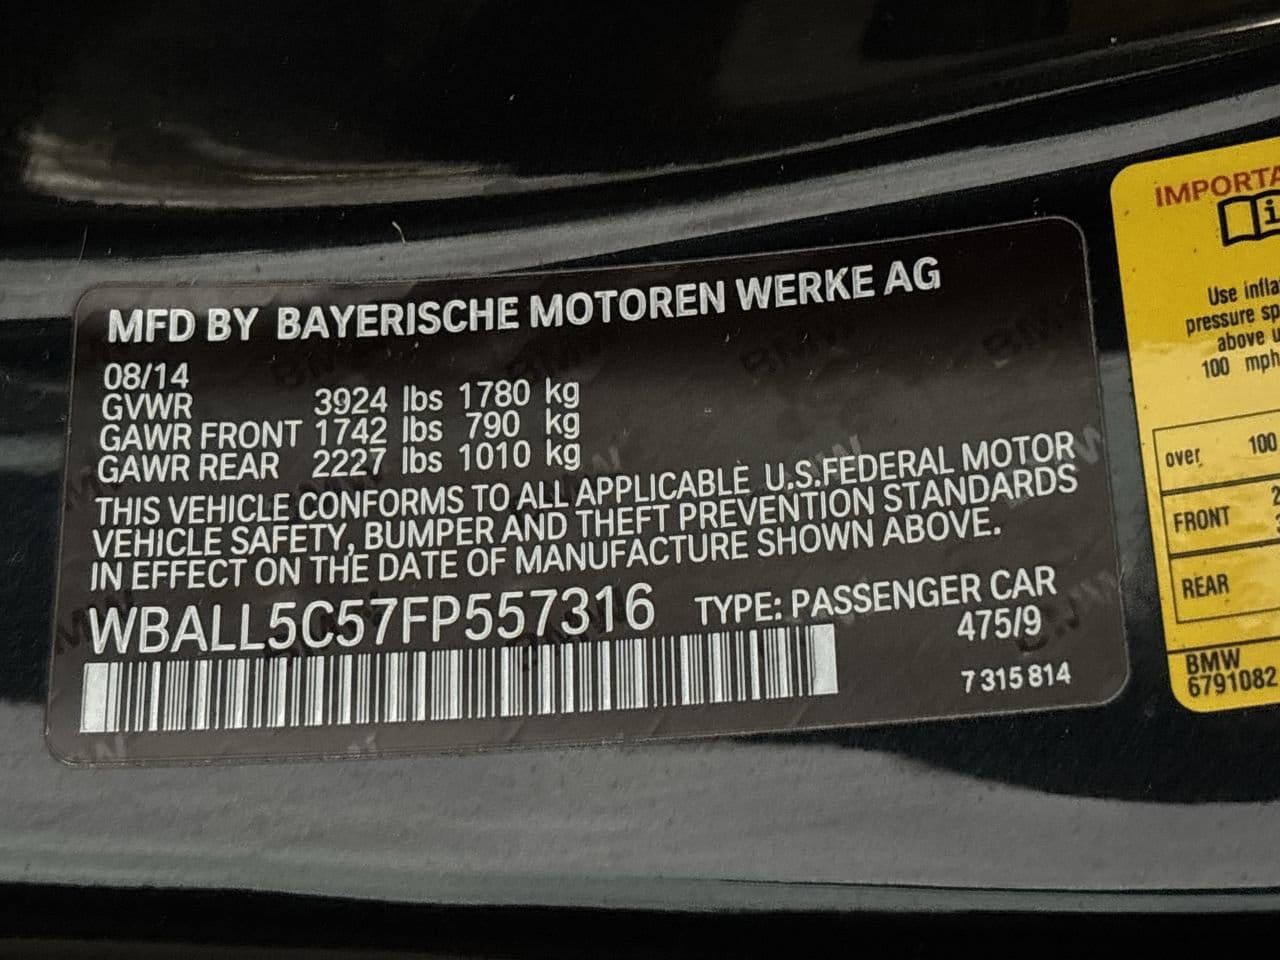 MFD BY BAYERISCHE MOTOREN WERKE AG
08/14
GVWR 3924 lbs 1780 kg
GAWR FRONT 1742 lbs 790 kg
GAWR REAR 2227 lbs 1010 kg
THIS VEHICLE CONFORMS TO ALL APPLICABLE U.S.FEDERAL MOTOR
VEHICLE SAFETY, BUMPER AND THEFT PREVENTION STANDARDS
IN EFFECT ON THE DATE OF MANUFACTURE SHOWN ABOVE.
WBALL5C57FP557316 TYPE: PASSENGER CAR
475/9
7 315 814
Use
pressure
above
100 mph
over 100
FRONT
REAR
BMW
6791082